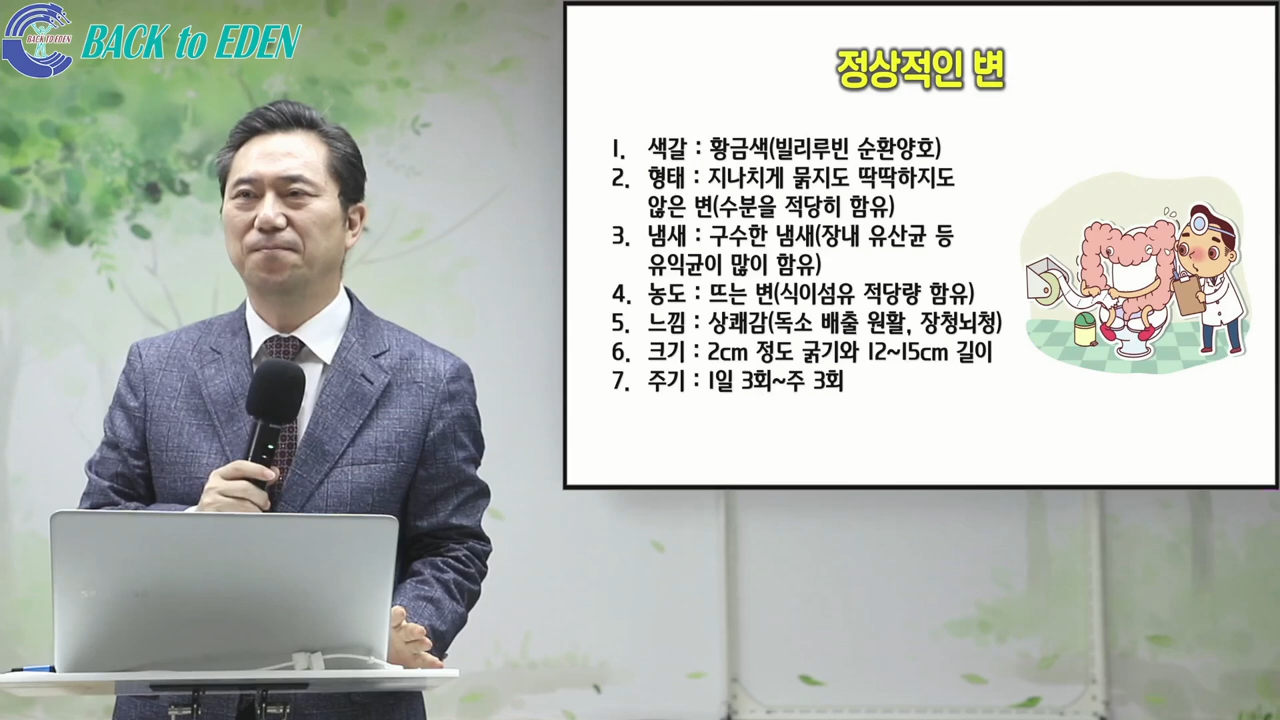 BACK TO EDEN
BACK to EDEN
정상적인 변
1. 색갈 : 황금색(빌리루빈 순환양호)
2. 형태 : 지나치게 묽지도 딱딱하지도
않은 변(수분을 적당히 함유)
3. 냄새 : 구수한 냄새(장내 유산균 등
유익균이 많이 함유)
4. 농도 : 뜨는 변(식이섬유 적당량 함유)
5. 느낌 : 상쾌감(독소 배출 원활, 장청뇌청)
6. 크기 : 2cm 정도 굵기와 12~15cm 길이
7. 주기 : 1일 3회~주 3회